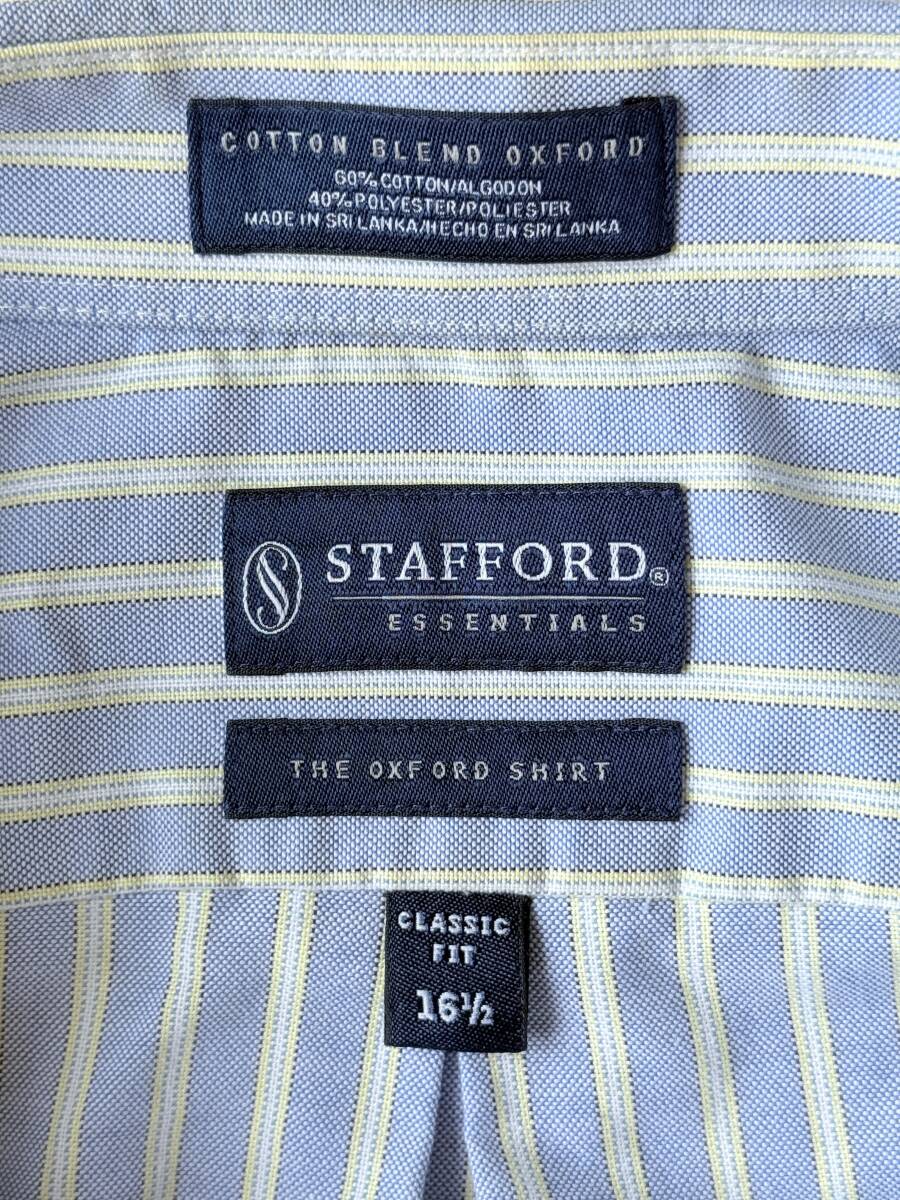 COTTON BLEND OXFORD
60% COTTON/ALGODON
40% POLYESTER/POLIESTER
MADE IN SRI LANKA/HECHO EN SRI LANKA
S STAFFORD®
ESSENTIALS
THE OXFORD SHIRT
CLASSIC
FIT
16½